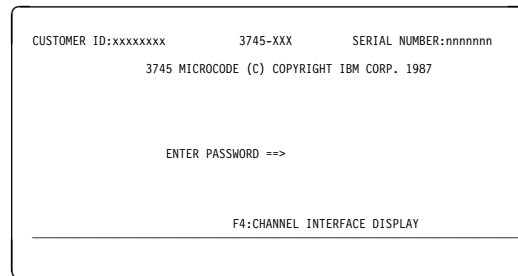 CUSTOMER ID:xxxxxxxx 3745-XXX SERIAL NUMBER:nnnnnnn
3745 MICROCODE (C) COPYRIGHT IBM CORP. 1987
ENTER PASSWORD ==>
F4:CHANNEL INTERFACE DISPLAY